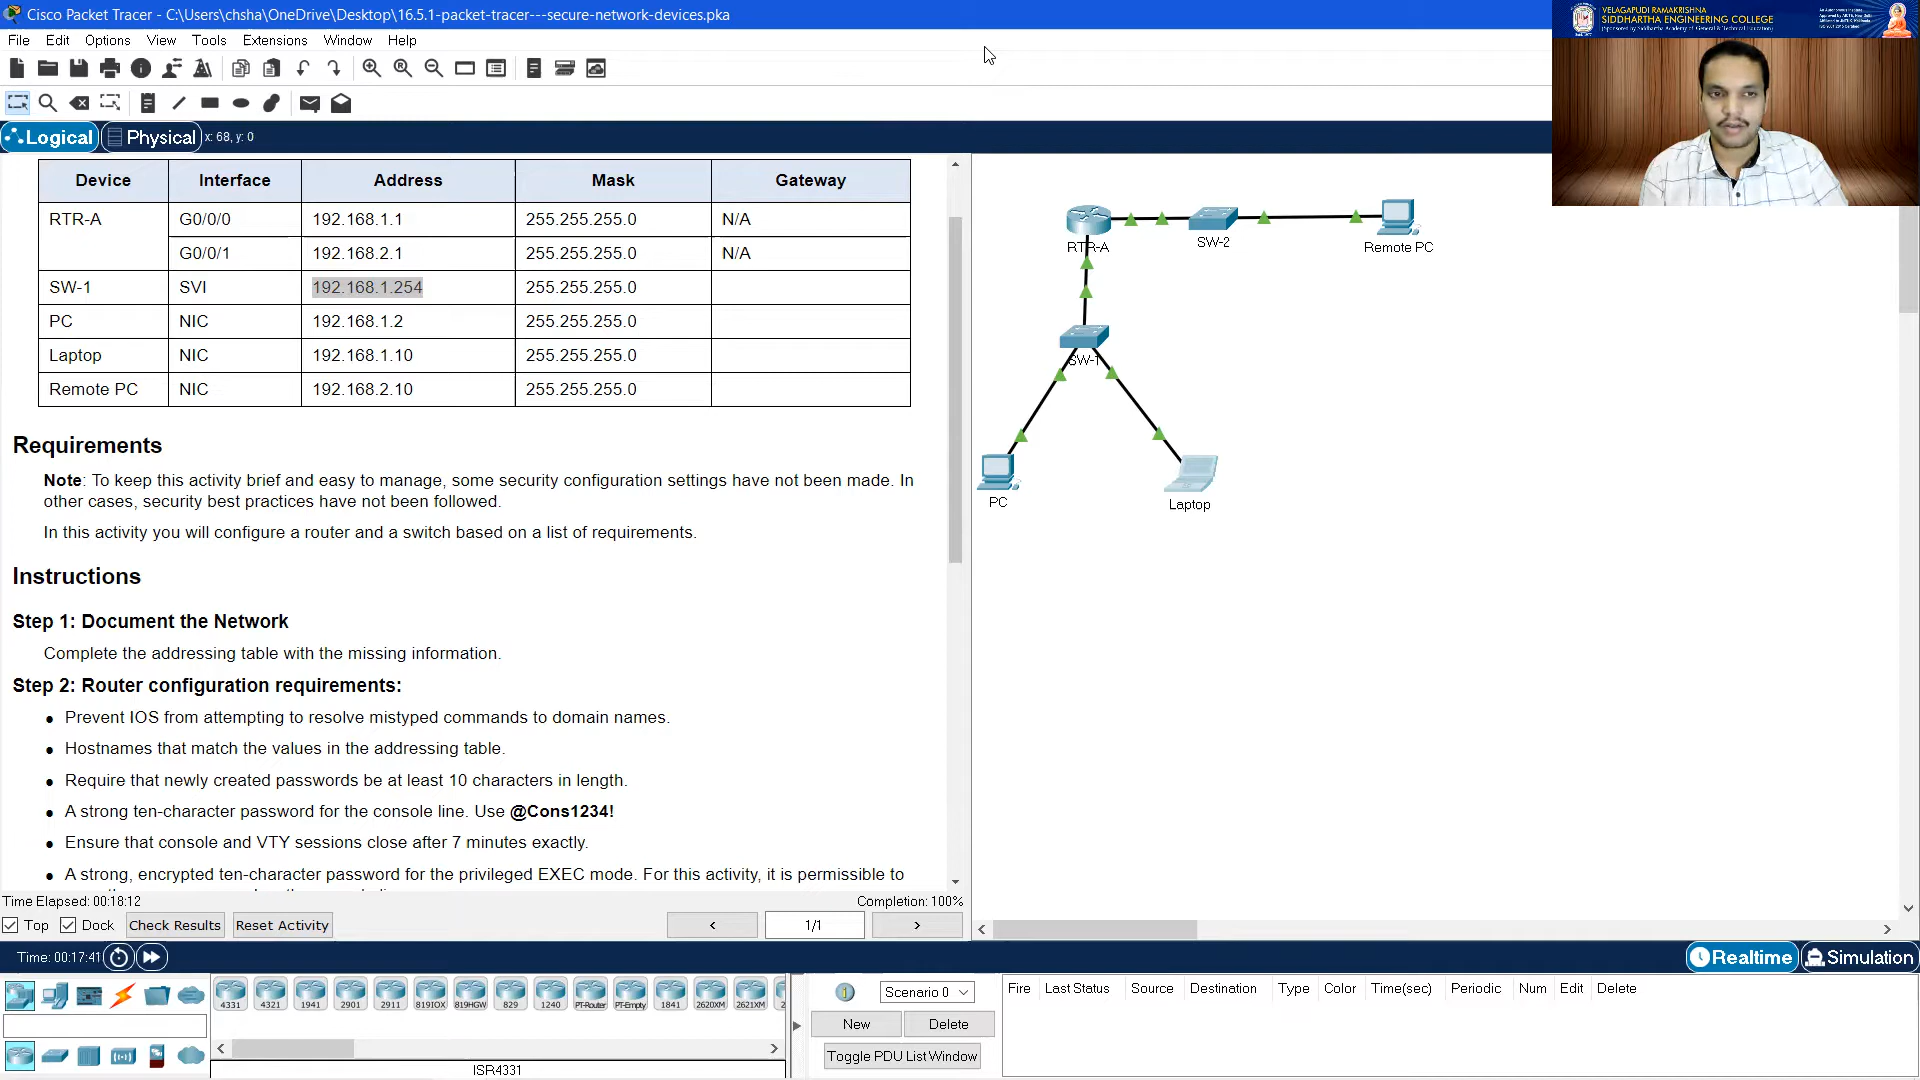 Cisco Packet Tracer - C:\Users\chsha\OneDrive\Desktop\16.5.1-packet-tracer---secure-network-devices.pka
VELAGAPUDI RAMAKRISHNA
SIDDHARTHA ENGINEERING COLLEGE
File Edit Options View Tools Extensions Window Help
Logical Physical x: 68, y: 0
Device Interface Address Mask Gateway
RTR-A G0/0/0 192.168.1.1 255.255.255.0 N/A
G0/0/1 192.168.2.1 255.255.255.0 N/A
SW-1 SVI 192.168.1.254 255.255.255.0
PC NIC 192.168.1.2 255.255.255.0
Laptop NIC 192.168.1.10 255.255.255.0
Remote PC NIC 192.168.2.10 255.255.255.0
Requirements
Note: To keep this activity brief and easy to manage, some security configuration settings have not been made. In
other cases, security best practices have not been followed.
In this activity you will configure a router and a switch based on a list of requirements.
Instructions
Step 1: Document the Network
Complete the addressing table with the missing information.
Step 2: Router configuration requirements:
● Prevent IOS from attempting to resolve mistyped commands to domain names.
● Hostnames that match the values in the addressing table.
● Require that newly created passwords be at least 10 characters in length.
● A strong ten-character password for the console line. Use @Cons1234!
● Ensure that console and VTY sessions close after 7 minutes exactly.
● A strong, encrypted ten-character password for the privileged EXEC mode. For this activity, it is permissible to
RTR-A
SW-2
Remote PC
SW-1
PC
Laptop
Time Elapsed: 00:18:12 Completion: 100%
Top Dock Check Results Reset Activity < 1/1 >
Time: 00:17:41 Realtime Simulation
4331 4321 1941 2901 2911 819IOX 819HGW 829 1240 PT-Router PT-Empty 1841 2620XM 2621XM
ISR4331
Scenario 0
New Delete
Toggle PDU List Window
Fire Last Status Source Destination Type Color Time(sec) Periodic Num Edit Delete